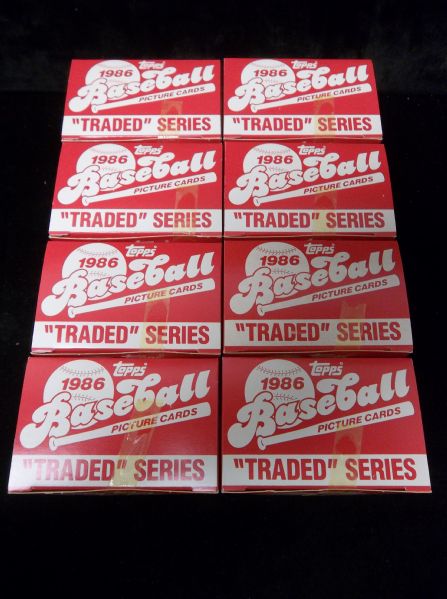 topps
1986
Baseball
PICTURE CARDS
"TRADED" SERIES
topps
1986
Baseball
PICTURE CARDS
"TRADED" SERIES
topps
1986
Baseball
PICTURE CARDS
"TRADED" SERIES
topps
1986
Baseball
PICTURE CARDS
"TRADED" SERIES
topps
1986
Baseball
PICTURE CARDS
"TRADED" SERIES
topps
1986
Baseball
PICTURE CARDS
"TRADED" SERIES
topps
1986
Baseball
PICTURE CARDS
"TRADED" SERIES
topps
1986
Baseball
PICTURE CARDS
"TRADED" SERIES